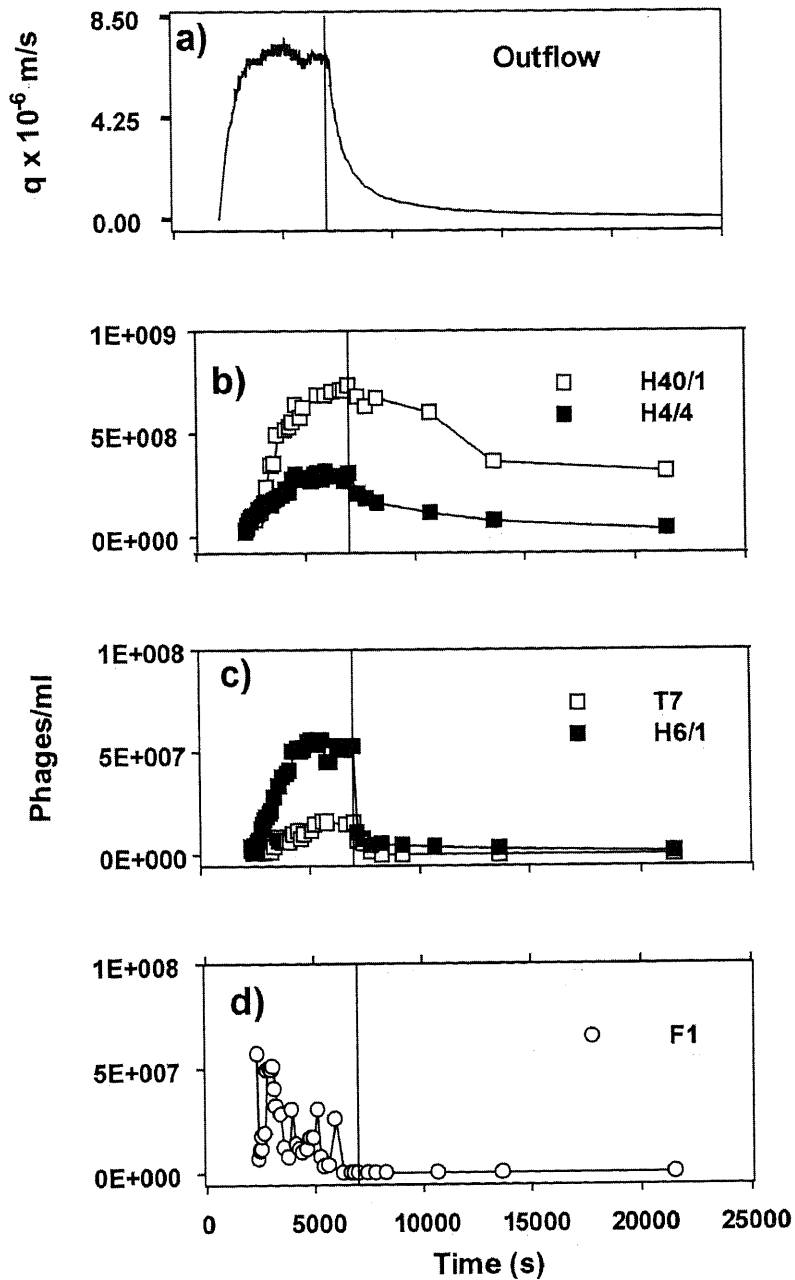 8.50
a)
Outflow
4.25
0.00
q x 10⁻⁶ m/s
1E+009
b)
H40/1
H4/4
5E+008
0E+000
1E+008
c)
T7
H6/1
5E+007
0E+000
Phages/ml
1E+008
d)
F1
5E+007
0E+000
0 5000 10000 15000 20000 25000
Time (s)